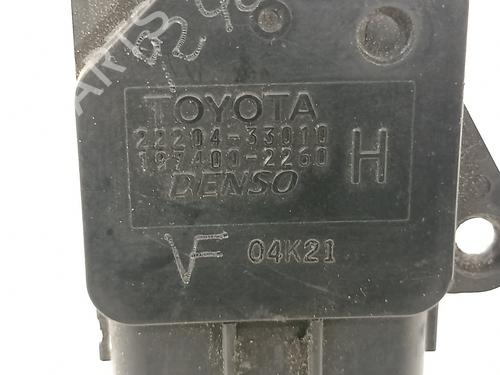 TOYOTA
22204-33010
197400-2260
DENSO
H
VF 04K21